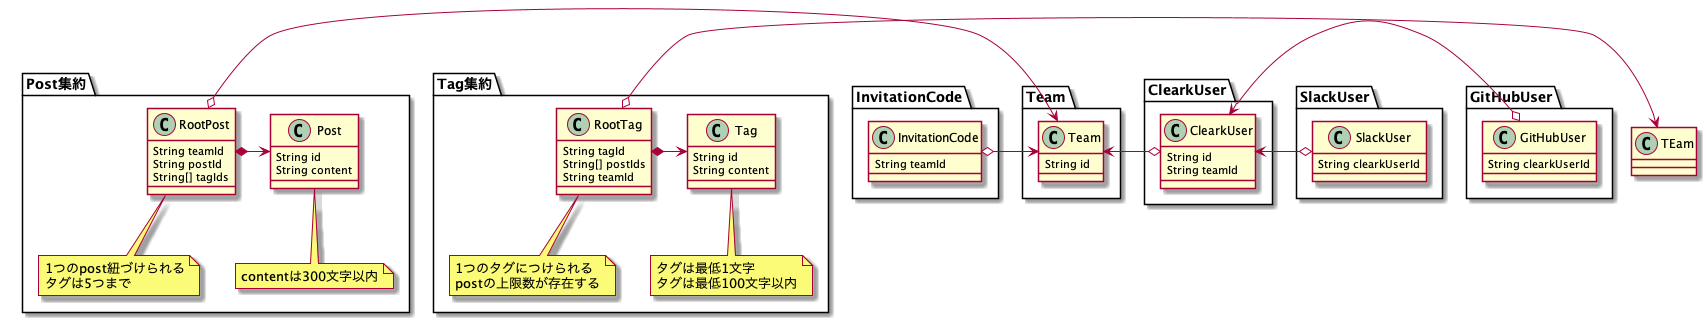 Post集約
C RootPost
String teamId
String postId
String[] tagIds
C Post
String id
String content
1つのpost紐づけられる
タグは5つまで
contentは300文字以内
Tag集約
C RootTag
String tagId
String[] postIds
String teamId
C Tag
String id
String content
1つのタグにつけられる
postの上限数が存在する
タグは最低1文字
タグは最低100文字以内
InvitationCode
C InvitationCode
String teamId
Team
C Team
String id
ClearkUser
C ClearkUser
String id
String teamId
SlackUser
C SlackUser
String clearkUserId
GitHubUser
C GitHubUser
String clearkUserId
C TEam